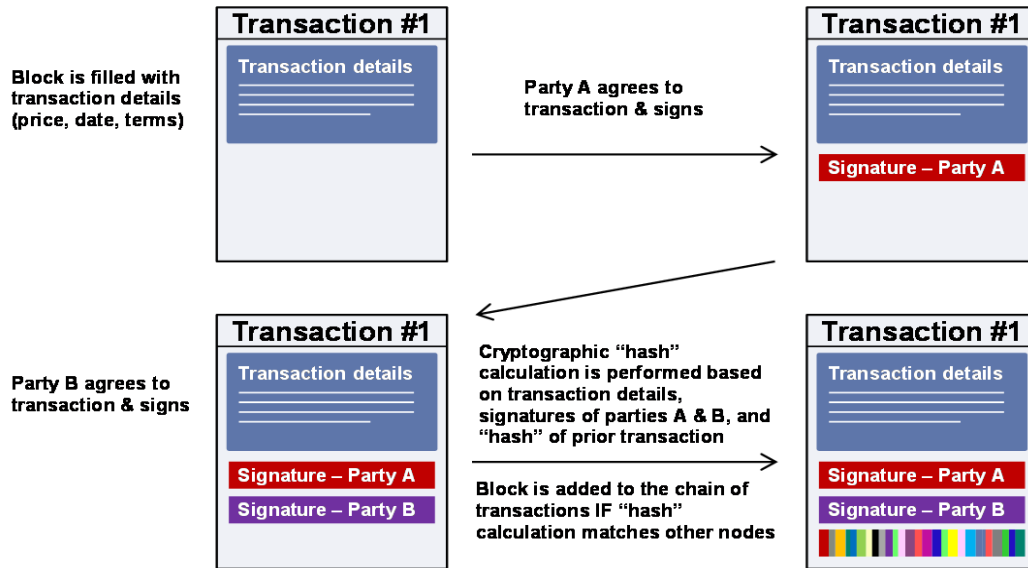 Transaction #1
Transaction details
Block is filled with
transaction details
(price, date, terms)
Party A agrees to
transaction & signs
Transaction #1
Transaction details
Signature – Party A
Transaction #1
Transaction details
Party B agrees to
transaction & signs
Signature – Party A
Signature – Party B
Cryptographic “hash”
calculation is performed based
on transaction details,
signatures of parties A & B, and
“hash” of prior transaction
Block is added to the chain of
transactions IF “hash”
calculation matches other nodes
Transaction #1
Transaction details
Signature – Party A
Signature – Party B